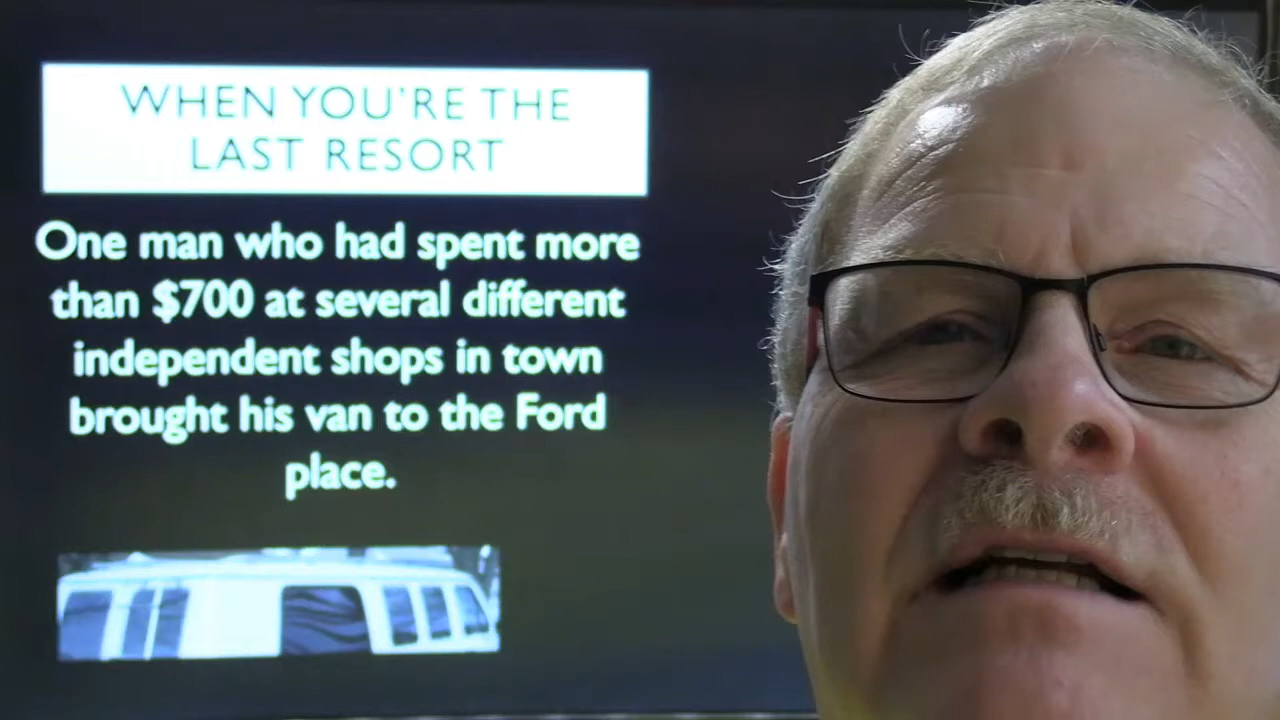 WHEN YOU'RE THE
LAST RESORT
One man who had spent more
than $700 at several different
independent shops in town
brought his van to the Ford
place.